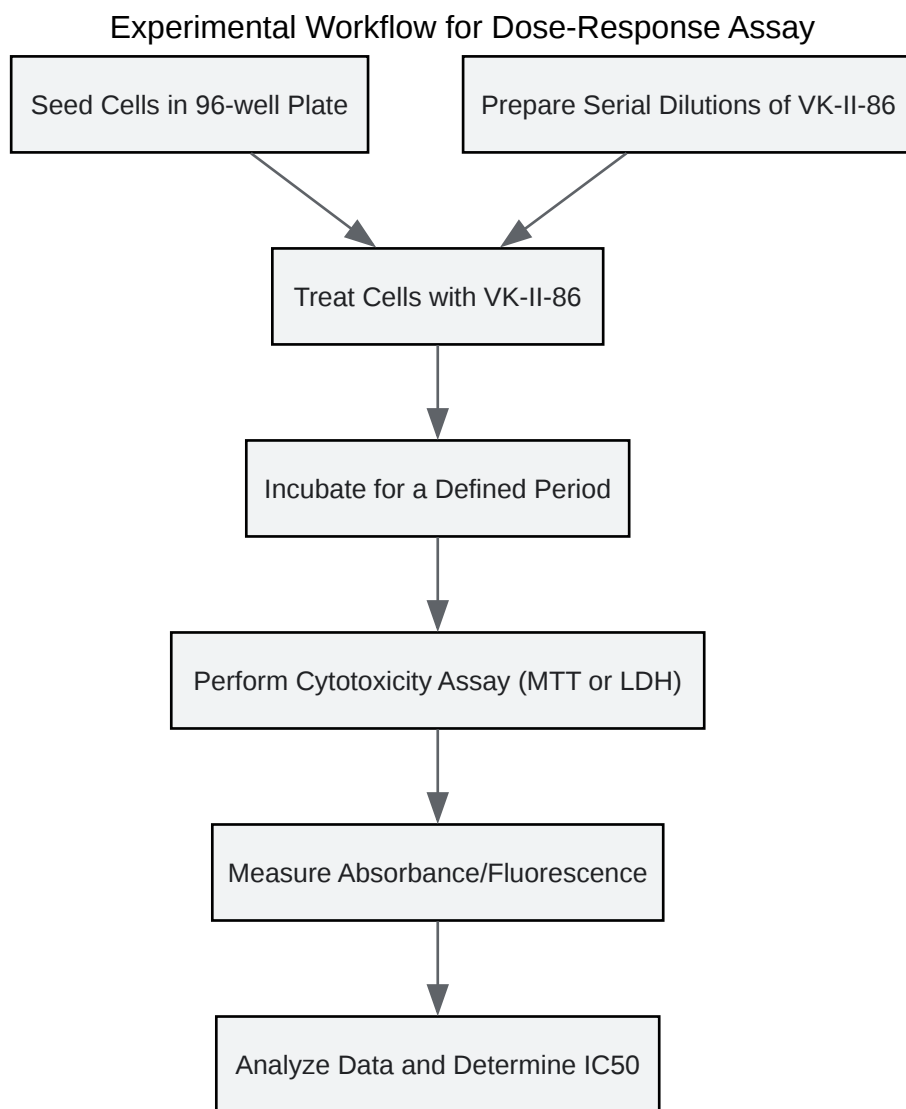 Experimental Workflow for Dose-Response Assay
Seed Cells in 96-well Plate
Prepare Serial Dilutions of VK-II-86
Treat Cells with VK-II-86
Incubate for a Defined Period
Perform Cytotoxicity Assay (MTT or LDH)
Measure Absorbance/Fluorescence
Analyze Data and Determine IC50